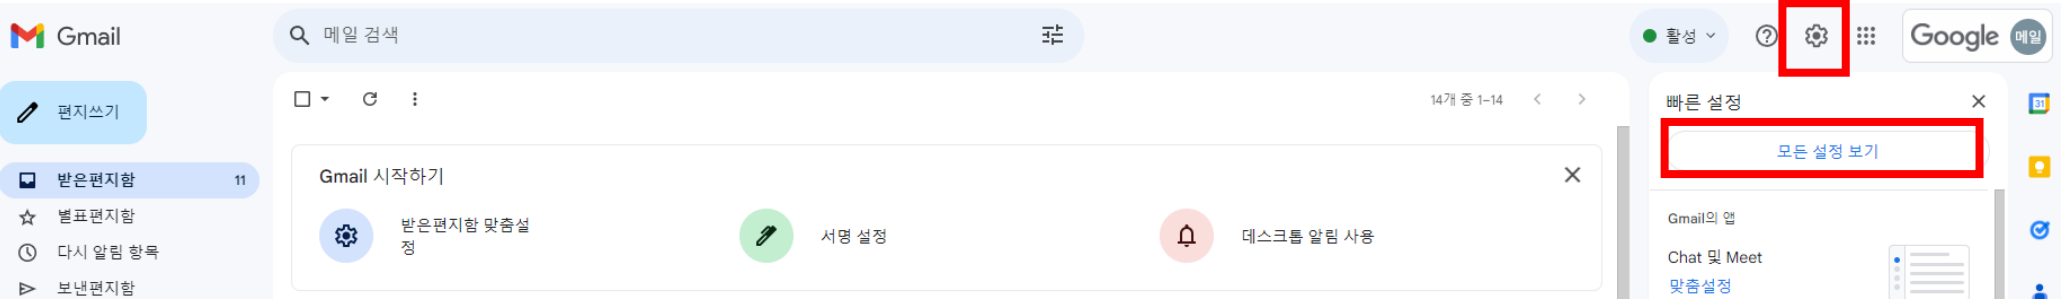 Gmail
메일 검색
활성
Google 메일
편지쓰기
14개 중 1–14
빠른 설정
31
모든 설정 보기
받은편지함 11
Gmail 시작하기
별표편지함
받은편지함 맞춤설
정
서명 설정
데스크톱 알림 사용
Gmail의 앱
다시 알림 항목
Chat 및 Meet
보낸편지함
맞춤설정